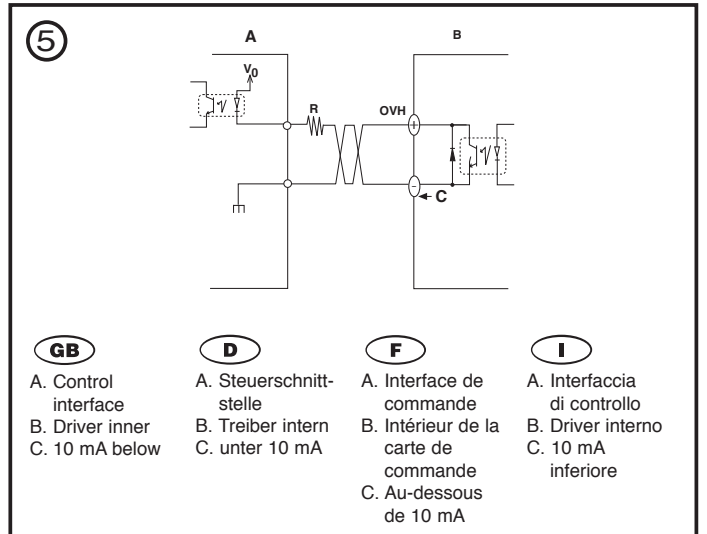 5
A B
V0
R OVH
+
-
C
GB
A. Control
interface
B. Driver inner
C. 10 mA below
D
A. Steuerschnitt-
stelle
B. Treiber intern
C. unter 10 mA
F
A. Interface de
commande
B. Intérieur de la
carte de
commande
C. Au-dessous
de 10 mA
I
A. Interfaccia
di controllo
B. Driver interno
C. 10 mA
inferiore